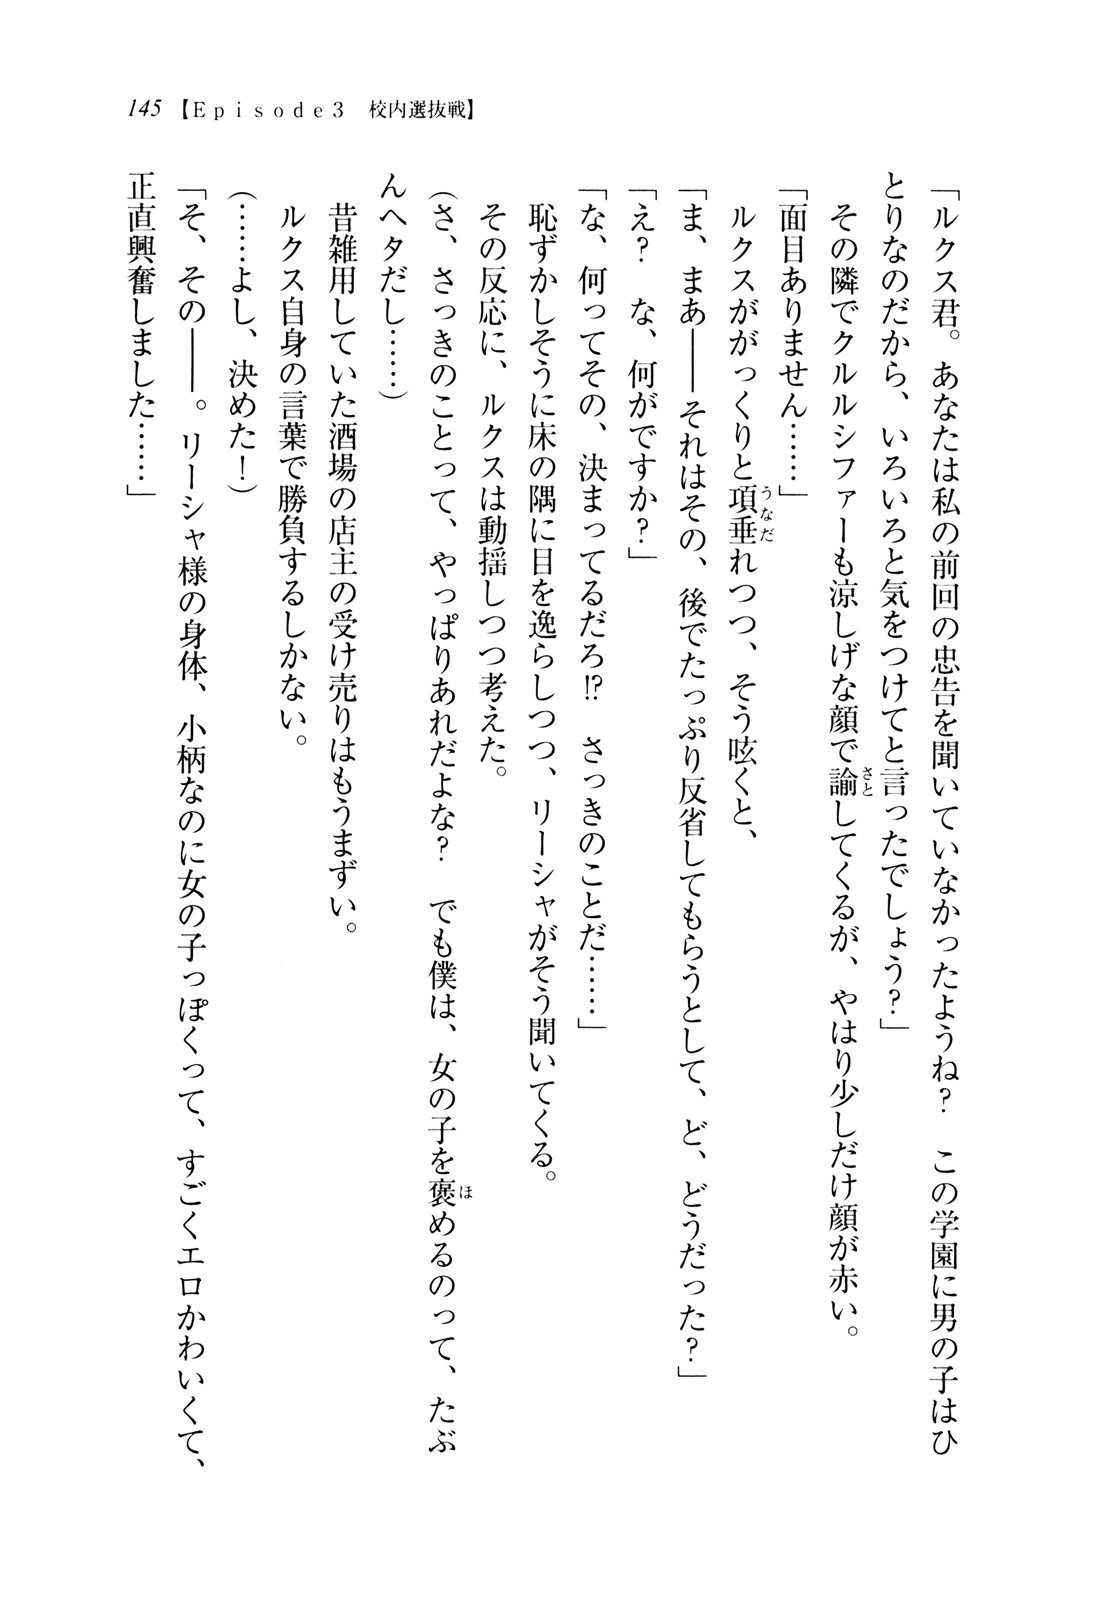 145 【Episode3　校内選抜戦】
「ルクス君。あなたは私の前回の忠告を聞いていなかったようね？　この学園に男の子はひ
とりなのだから、いろいろと気をつけてと言ったでしょう？」
　その隣でクルルシファーも涼しげな顔で諭してくるが、やはり少しだけ顔が赤い。
「面目ありません……」
　ルクスががっくりと項垂れつつ、そう呟くと、
「ま、まあ――それはその、後でたっぷり反省してもらうとして、ど、どうだった？」
「え？　な、何がですか？」
「な、何ってその、決まってるだろ!?　さっきのことだ……」
　恥ずかしそうに床の隅に目を逸らしつつ、リーシャがそう聞いてくる。
　その反応に、ルクスは動揺しつつ考えた。
（さ、さっきのことって、やっぱりあれだよな？　でも僕は、女の子を褒めるのって、たぶ
んヘタだし……）
　昔雑用していた酒場の店主の受け売りはもうまずい。
　ルクス自身の言葉で勝負するしかない。
（……よし、決めた！）
「そ、その――。リーシャ様の身体、小柄なのに女の子っぽくって、すごくエロかわいくて、
正直興奮しました……」